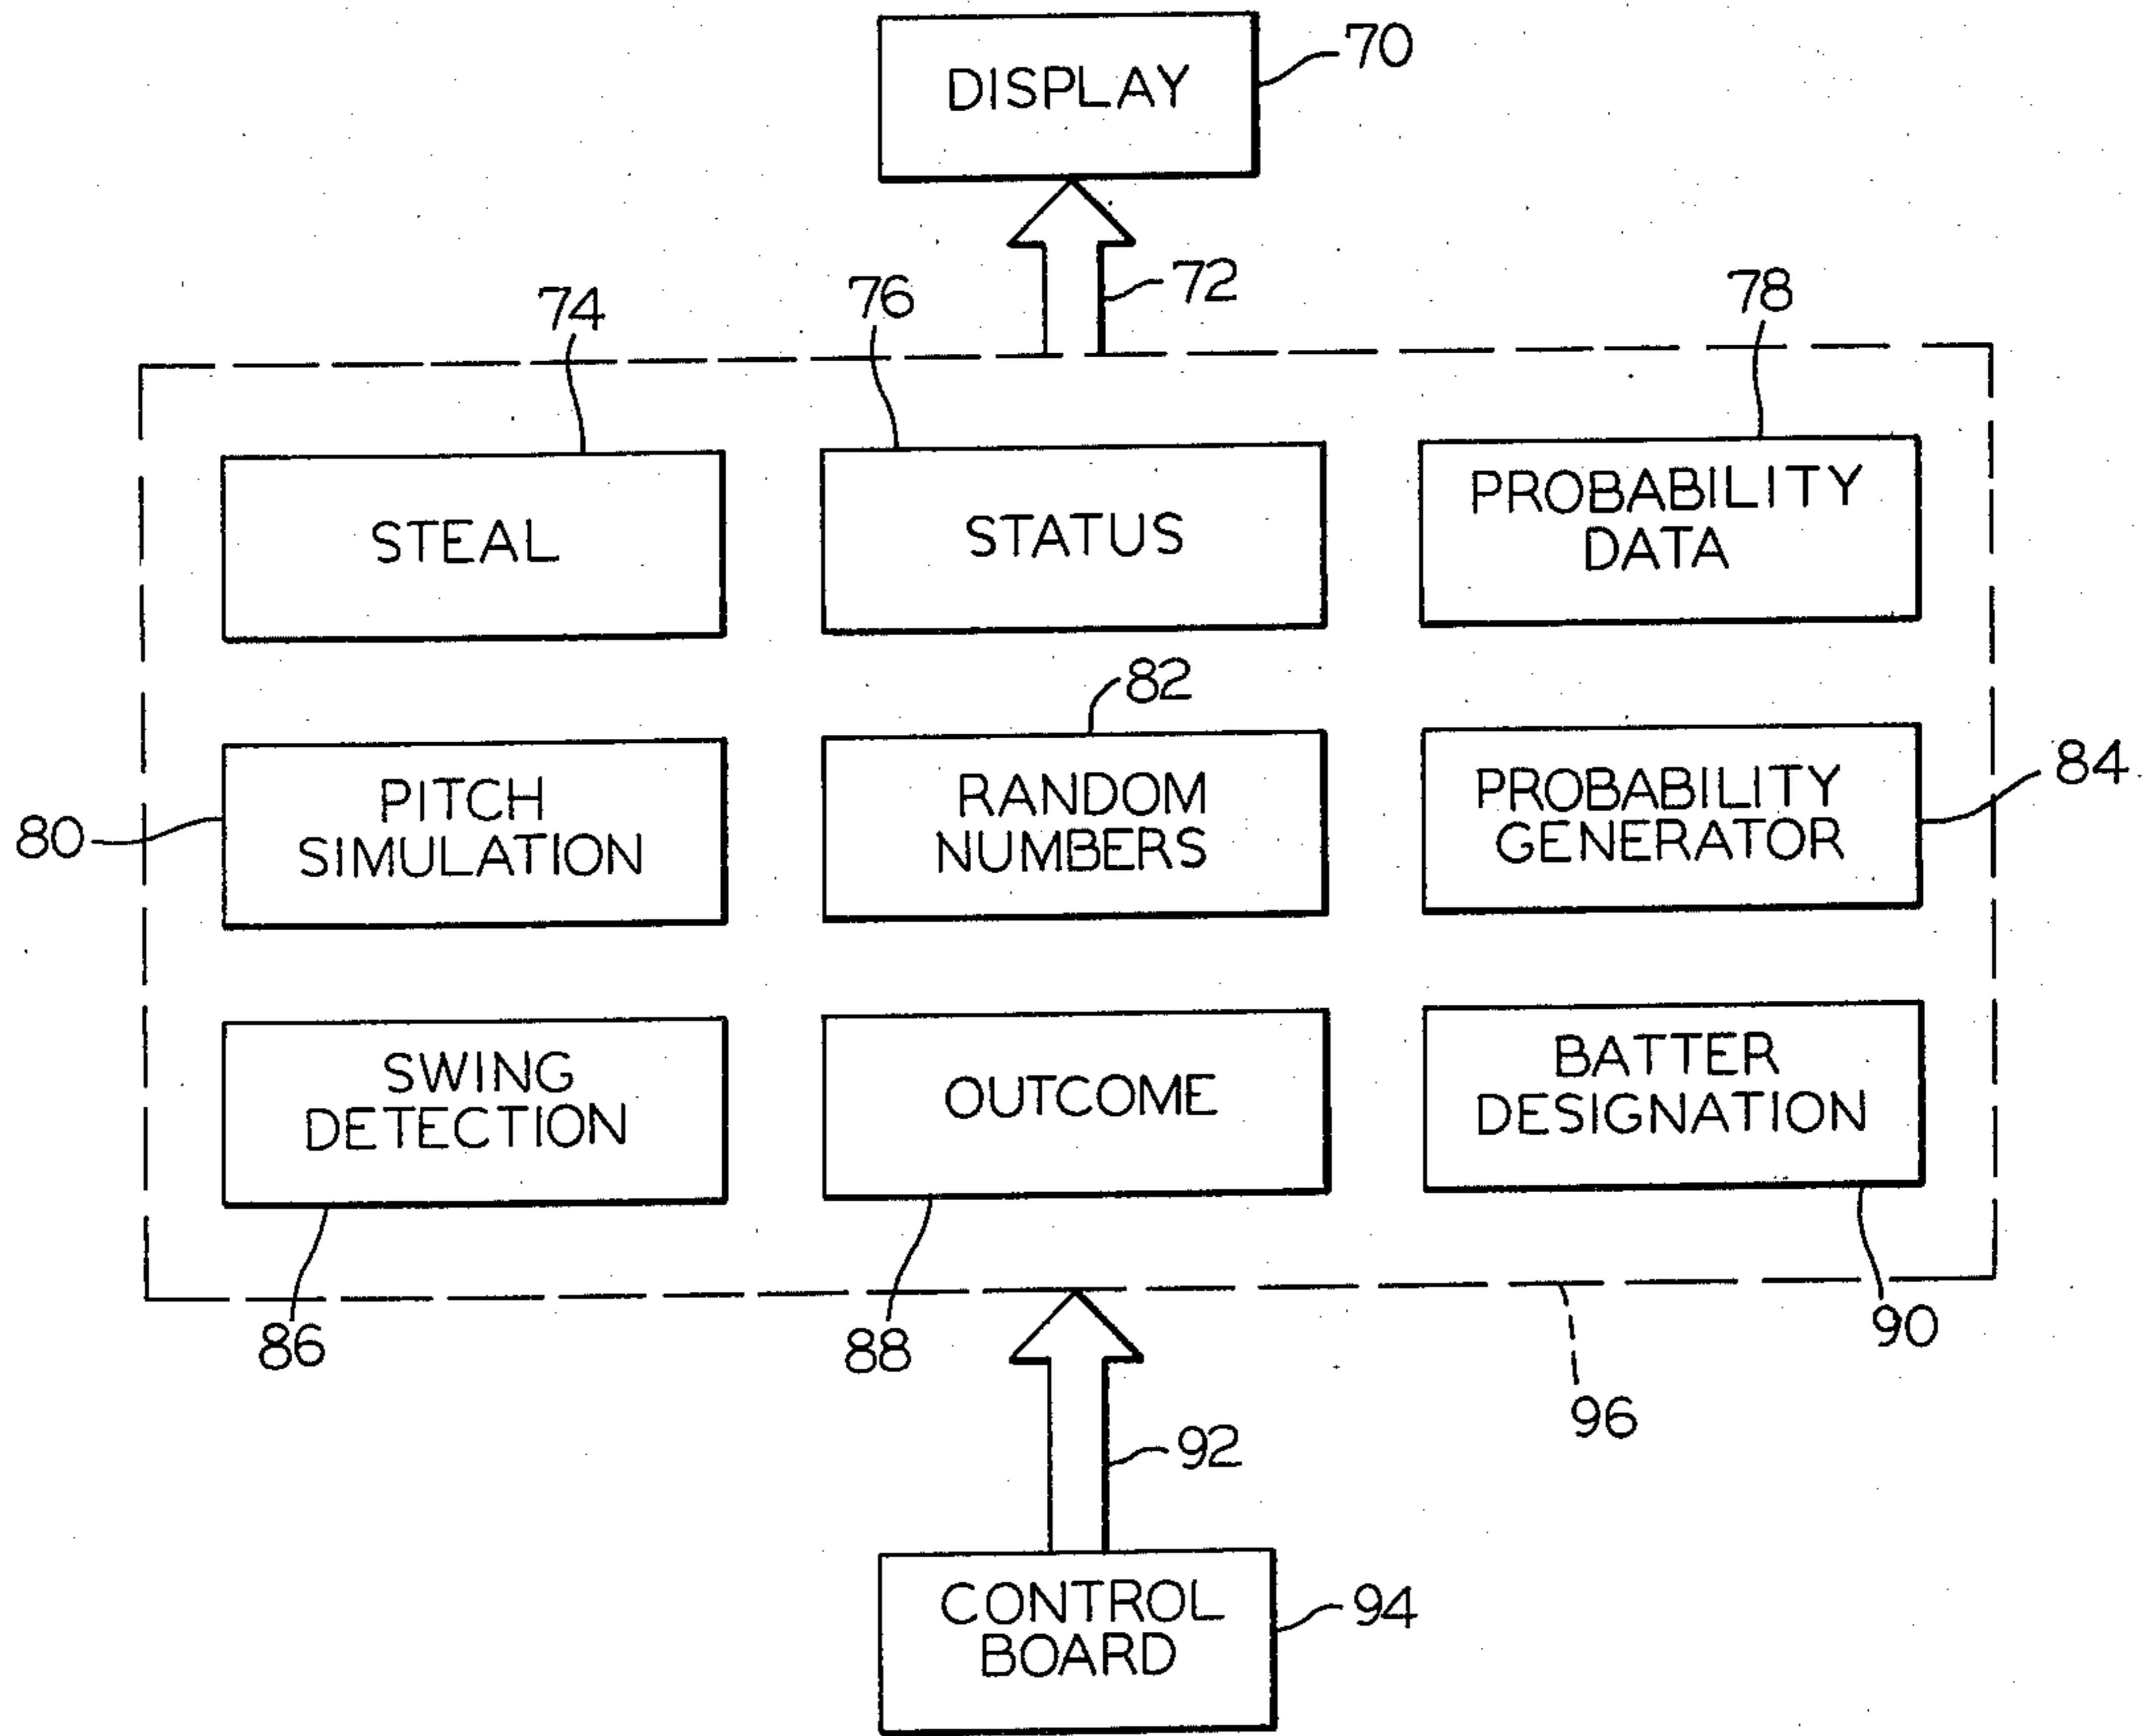 DISPLAY
70
72
74
76
78
STEAL
STATUS
PROBABILITY
DATA
82
80
PITCH
SIMULATION
RANDOM
NUMBERS
PROBABILITY
GENERATOR
84
SWING
DETECTION
OUTCOME
BATTER
DESIGNATION
86
88
90
96
92
CONTROL
BOARD
94